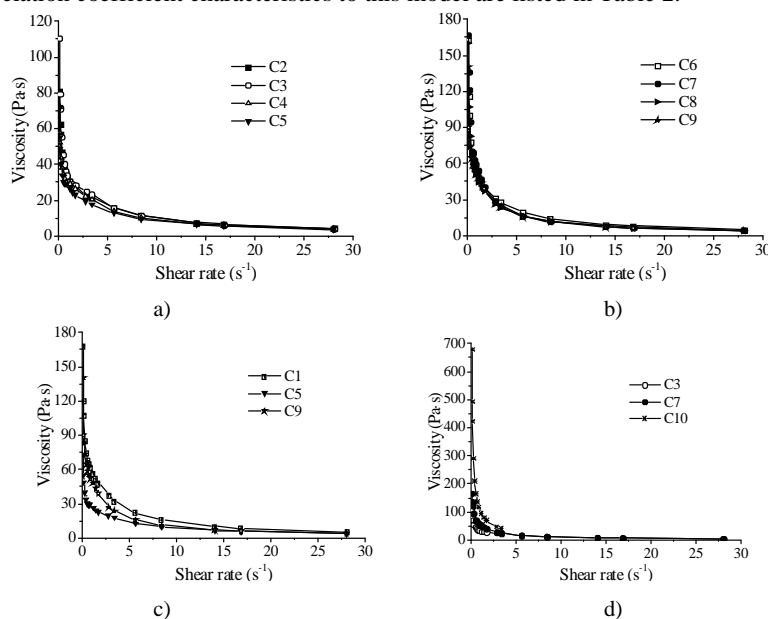 elation coefficient characteristics to this model are listed in Table 2.
120
100
80
60
40
20
0
Viscosity (Pa·s)
C2
C3
C4
C5
0 5 10 15 20 25 30
Shear rate (s-1)
a)
180
150
120
90
60
30
0
Viscosity (Pa·s)
C6
C7
C8
C9
0 5 10 15 20 25 30
Shear rate (s-1)
b)
180
150
120
90
60
30
0
Viscosity (Pa·s)
C1
C5
C9
0 5 10 15 20 25 30
Shear rate (s-1)
c)
700
600
500
400
300
200
100
0
Viscosity (Pa·s)
C3
C7
C10
0 5 10 15 20 25 30
Shear rate (s-1)
d)